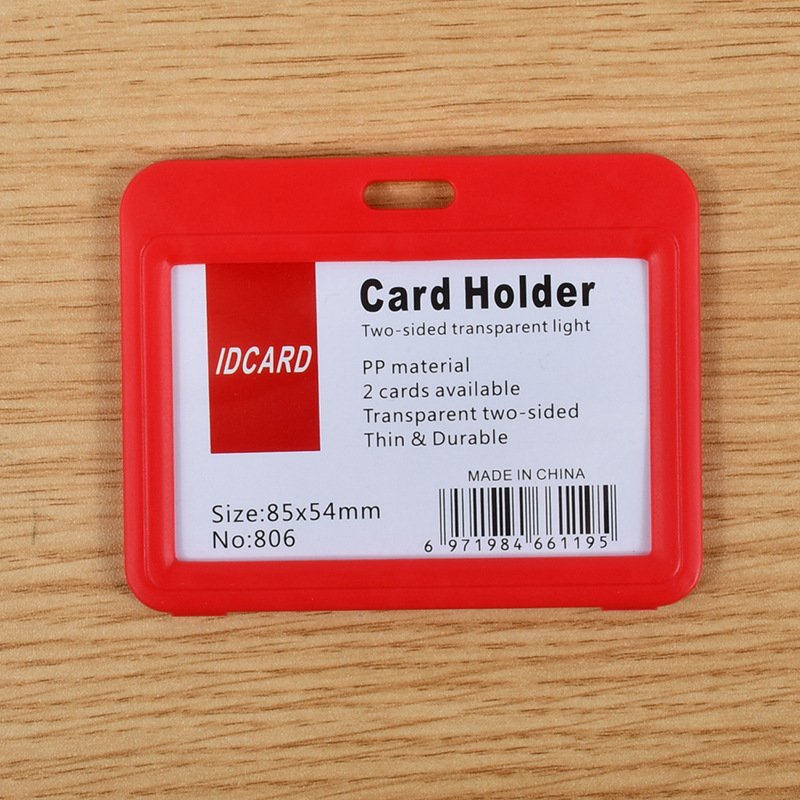 IDCARD
Card Holder
Two-sided transparent light
PP material
2 cards available
Transparent two-sided
Thin & Durable
Size:85x54mm
No:806
MADE IN CHINA
6 971984 661195